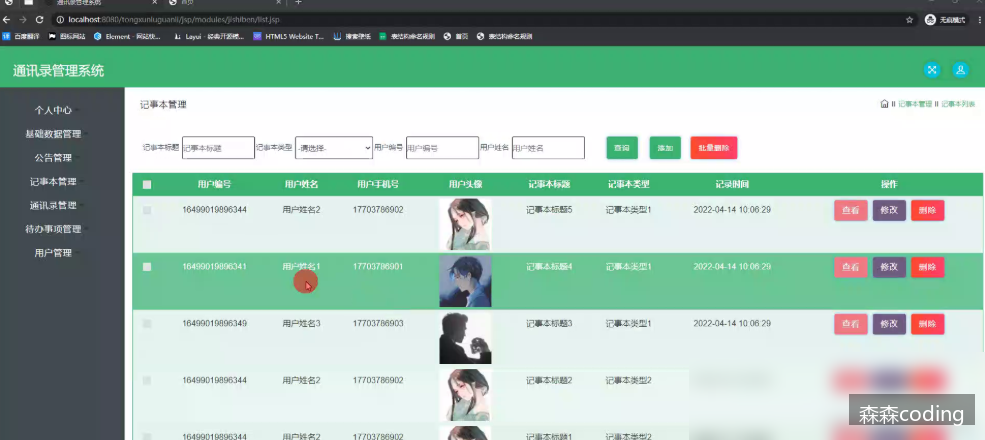 通讯录管理系统 首页
localhost:8080/tongxunluguanli/jsp/modules/jishiben/list.jsp 无痕模式
百度翻译 图标网站 Element - 网站快... Layui - 经典开源模... HTML5 Website T... 搜索壁纸 表结构命名规则 首页 表结构命名规则
通讯录管理系统
个人中心
基础数据管理
公告管理
记事本管理
通讯录管理
待办事项管理
用户管理
记事本管理 记事本管理 记事本列表
记事本标题 记事本标题 记事本类型 -请选择- 用户编号 用户编号 用户姓名 用户姓名 查询 添加 批量删除
用户编号 用户姓名 用户手机号 用户头像 记事本标题 记事本类型 记录时间 操作
16499019896344 用户姓名2 17703786902 记事本标题5 记事本类型1 2022-04-14 10:06:29 查看 修改 删除
16499019896341 用户姓名1 17703786901 记事本标题4 记事本类型1 2022-04-14 10:06:29 查看 修改 删除
16499019896349 用户姓名3 17703786903 记事本标题3 记事本类型1 2022-04-14 10:06:29 查看 修改 删除
16499019896344 用户姓名2 17703786902 记事本标题2 记事本类型2
16499019896344 用户姓名2 17703786902 记事本标题1 记事本类型2
森森coding